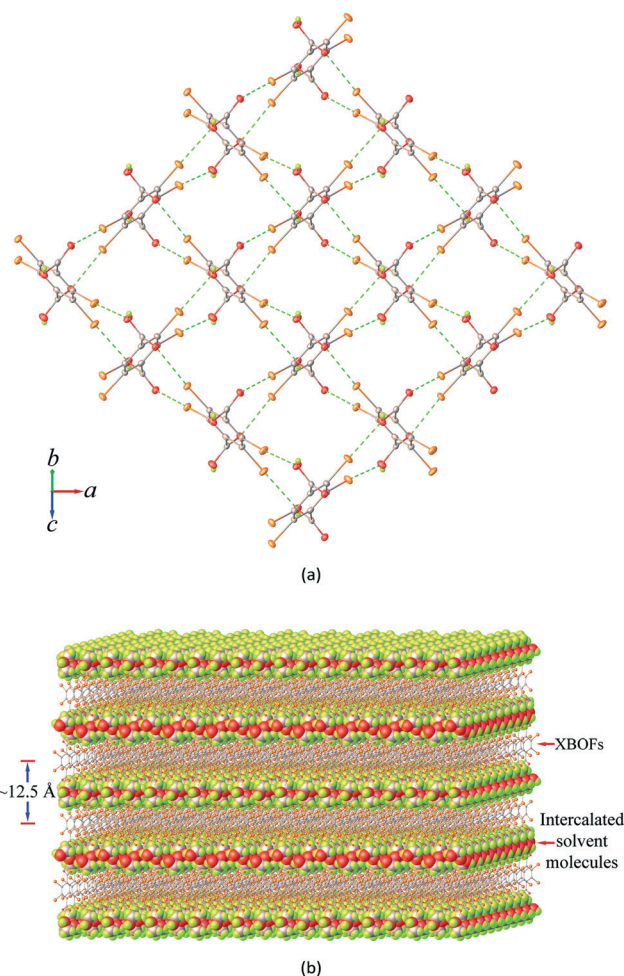 b
a
c
(a)
XBOFs
~12.5 Å
Intercalated
solvent
molecules
(b)